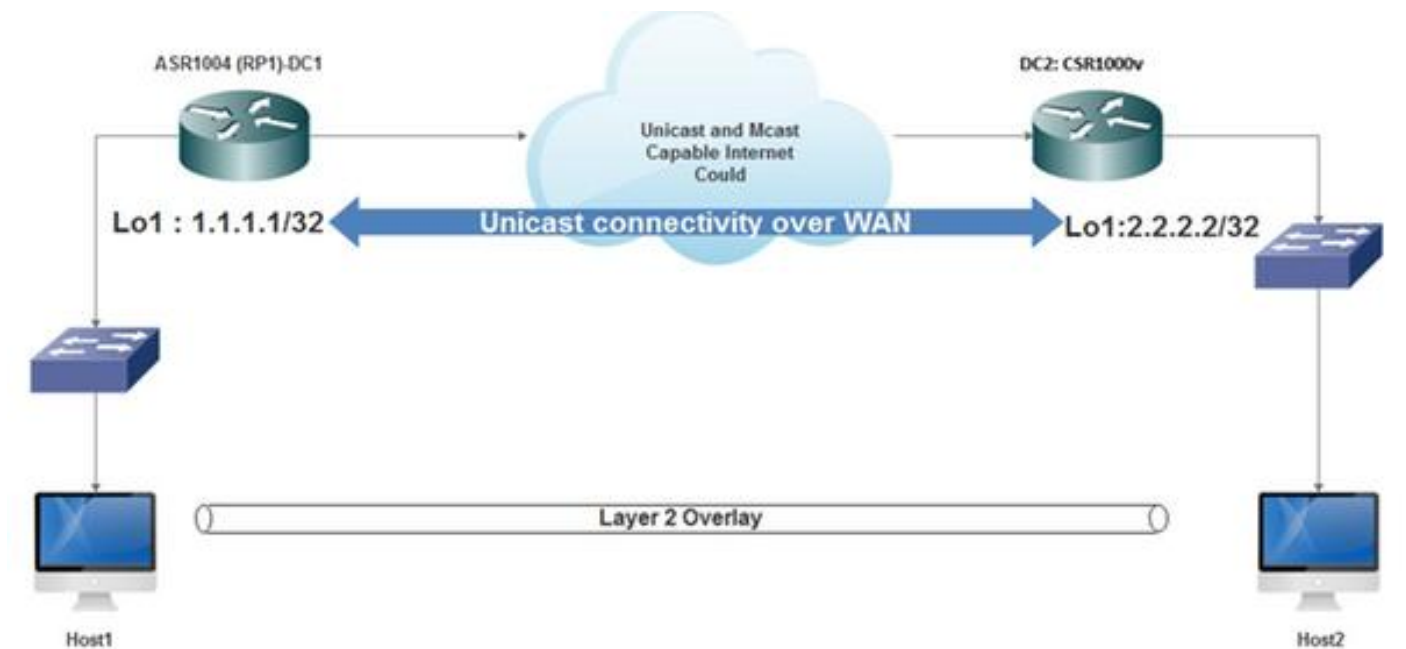 ASR1004 (RP1)-DC1
DC2: CSR1000v
Unicast and Mcast
Capable Internet
Could
Lo1 : 1.1.1.1/32
Unicast connectivity over WAN
Lo1:2.2.2.2/32
Layer 2 Overlay
Host1
Host2